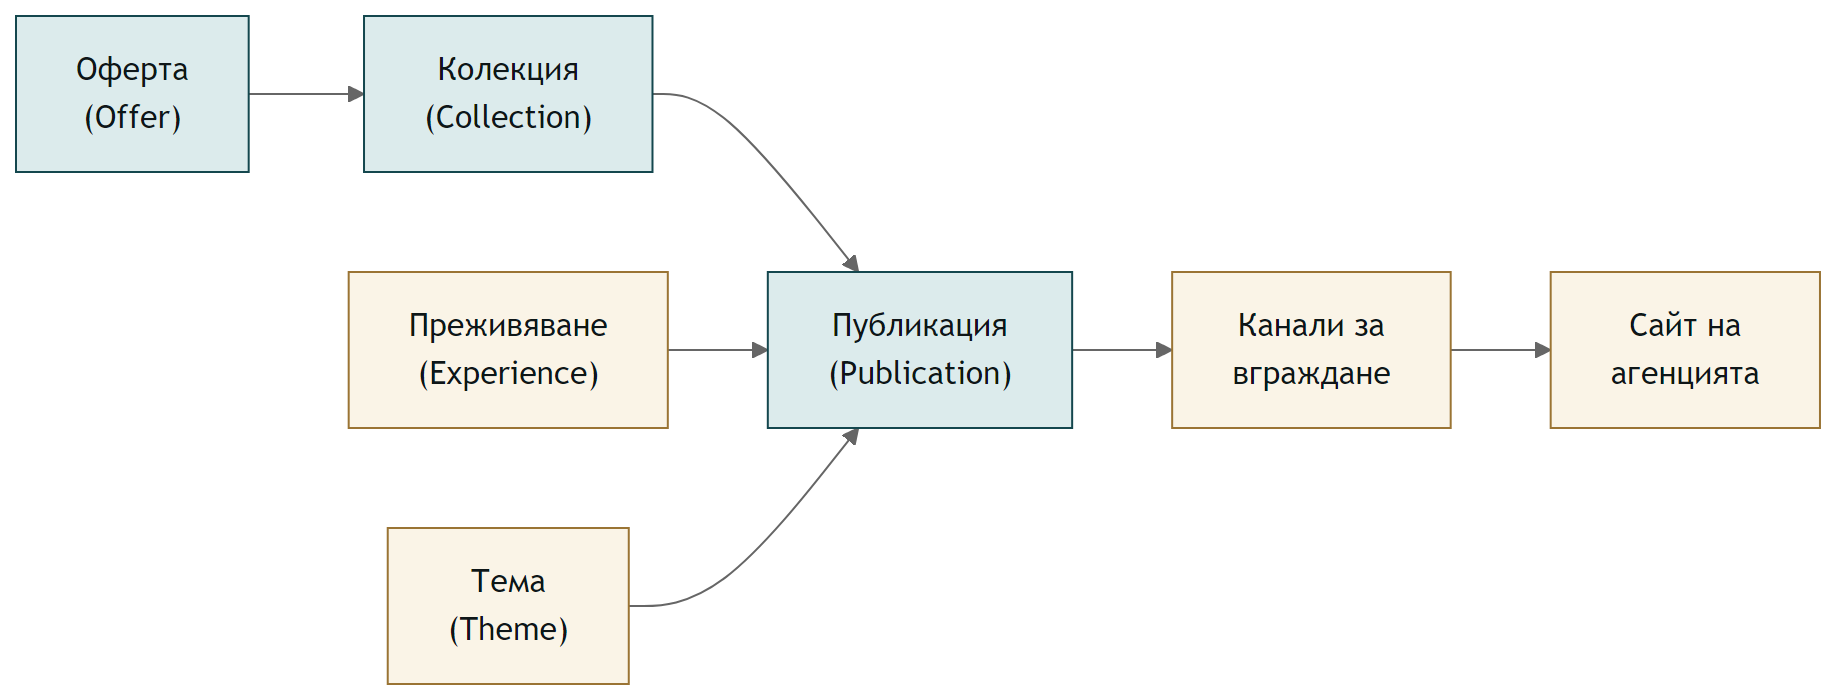 Оферта
(Offer)
Колекция
(Collection)
Преживяване
(Experience)
Публикация
(Publication)
Канали за
вграждане
Сайт на
агенцията
Тема
(Theme)